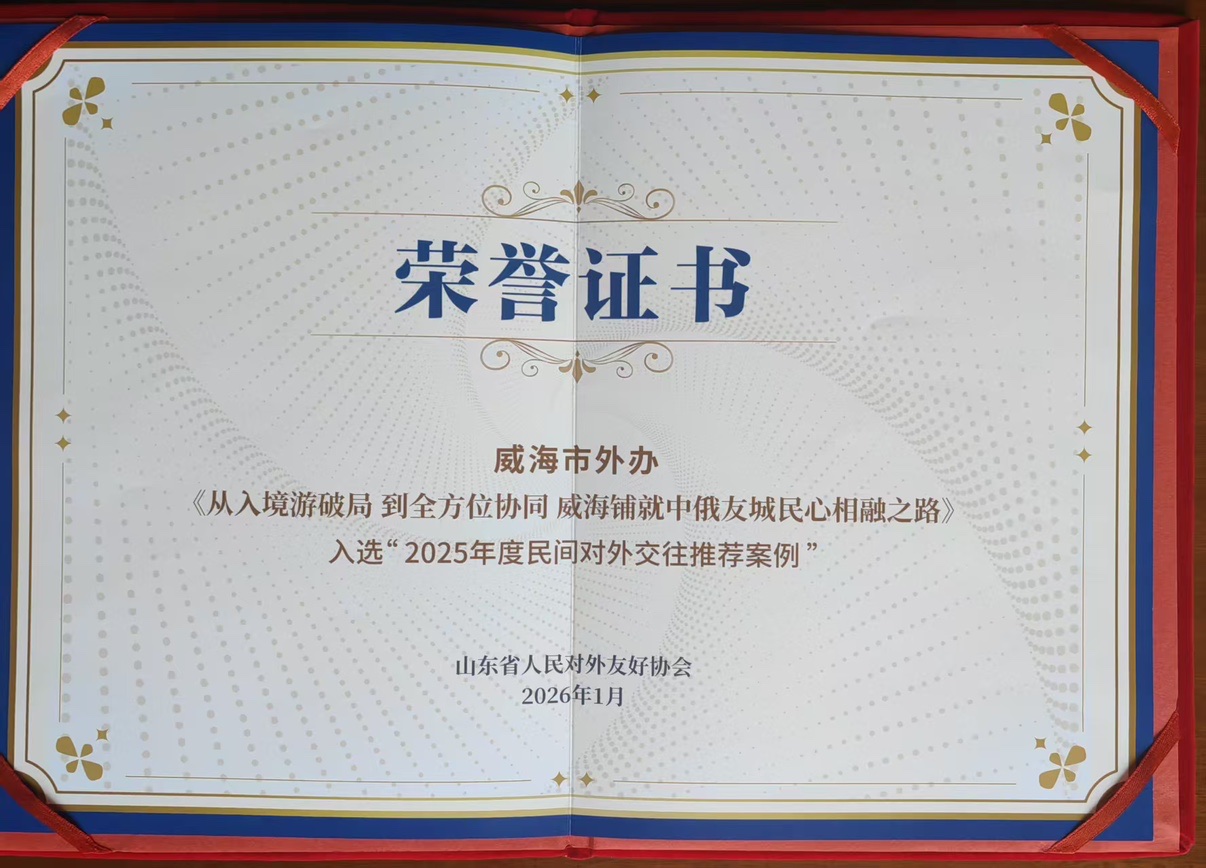 荣誉证书
威海市外办
《从入境游破局 到全方位协同 威海铺就中俄友城民心相融之路》
入选“2025年度民间对外交往推荐案例”
山东省人民对外友好协会
2026年1月